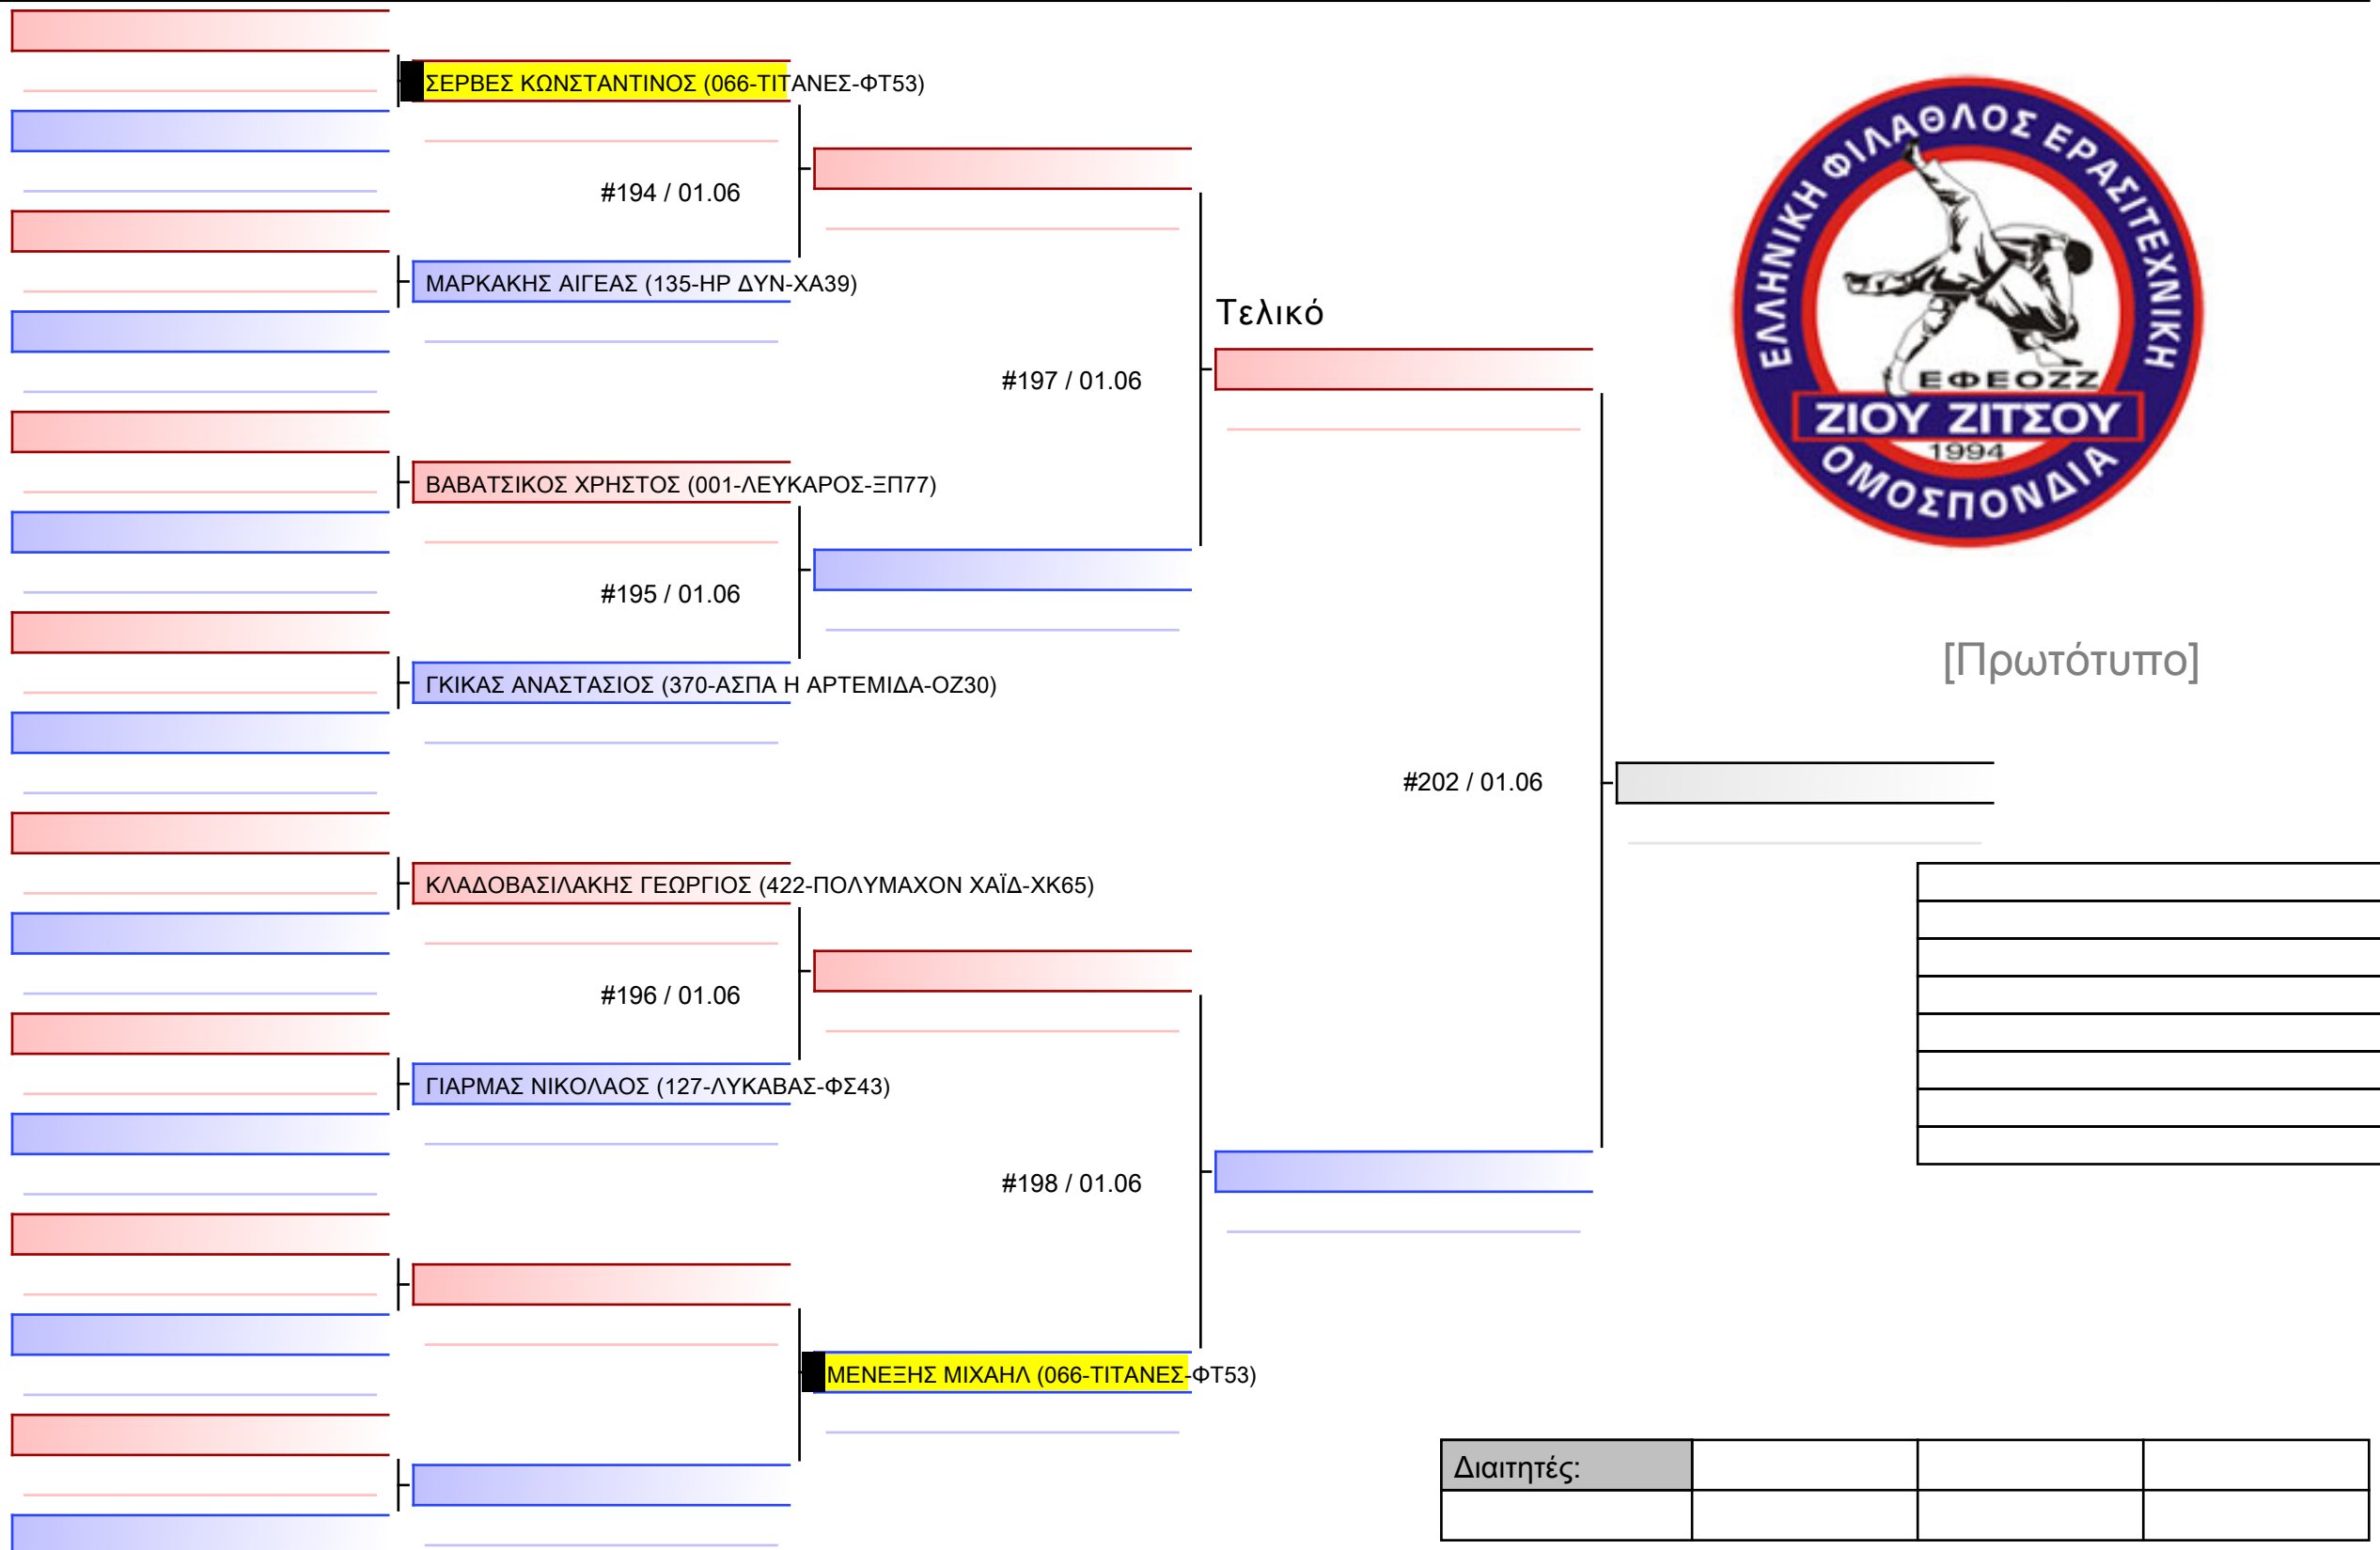 ΣΕΡΒΕΣ ΚΩΝΣΤΑΝΤΙΝΟΣ (066-ΤΙΤΑΝΕΣ-ΦΤ53)
#194 / 01.06
ΜΑΡΚΑΚΗΣ ΑΙΓΕΑΣ (135-ΗΡ ΔΥΝ-ΧΑ39)
Τελικό
#197 / 01.06
ΒΑΒΑΤΣΙΚΟΣ ΧΡΗΣΤΟΣ (001-ΛΕΥΚΑΡΟΣ-ΞΠ77)
#195 / 01.06
ΓΚΙΚΑΣ ΑΝΑΣΤΑΣΙΟΣ (370-ΑΣΠΑ Η ΑΡΤΕΜΙΔΑ-ΟΖ30)
ΕΛΛΗΝΙΚΗ ΦΙΛΑΘΛΟΣ ΕΡΑΣΙΤΕΧΝΙΚΗ
ΕΦΕΟΖΖ
ΖΙΟΥ ΖΙΤΣΟΥ
1994
ΟΜΟΣΠΟΝΔΙΑ
[Πρωτότυπο]
#202 / 01.06
ΚΛΑΔΟΒΑΣΙΛΑΚΗΣ ΓΕΩΡΓΙΟΣ (422-ΠΟΛΥΜΑΧΟΝ ΧΑΪΔ-ΧΚ65)
#196 / 01.06
ΓΙΑΡΜΑΣ ΝΙΚΟΛΑΟΣ (127-ΛΥΚΑΒΑΣ-ΦΣ43)
#198 / 01.06
ΜΕΝΕΞΗΣ ΜΙΧΑΗΛ (066-ΤΙΤΑΝΕΣ-ΦΤ53)
Διαιτητές: